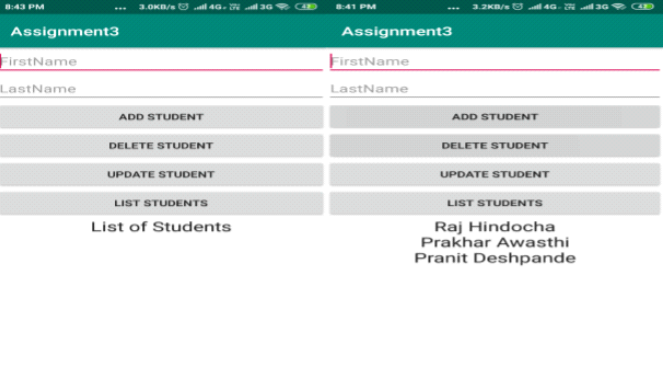 8:43 PM ... 3.0KB/s 4G 3G
Assignment3
FirstName
LastName
ADD STUDENT
DELETE STUDENT
UPDATE STUDENT
LIST STUDENTS
List of Students
8:41 PM ... 3.2KB/s 4G 3G
Assignment3
FirstName
LastName
ADD STUDENT
DELETE STUDENT
UPDATE STUDENT
LIST STUDENTS
Raj Hindocha
Prakhar Awasthi
Pranit Deshpande